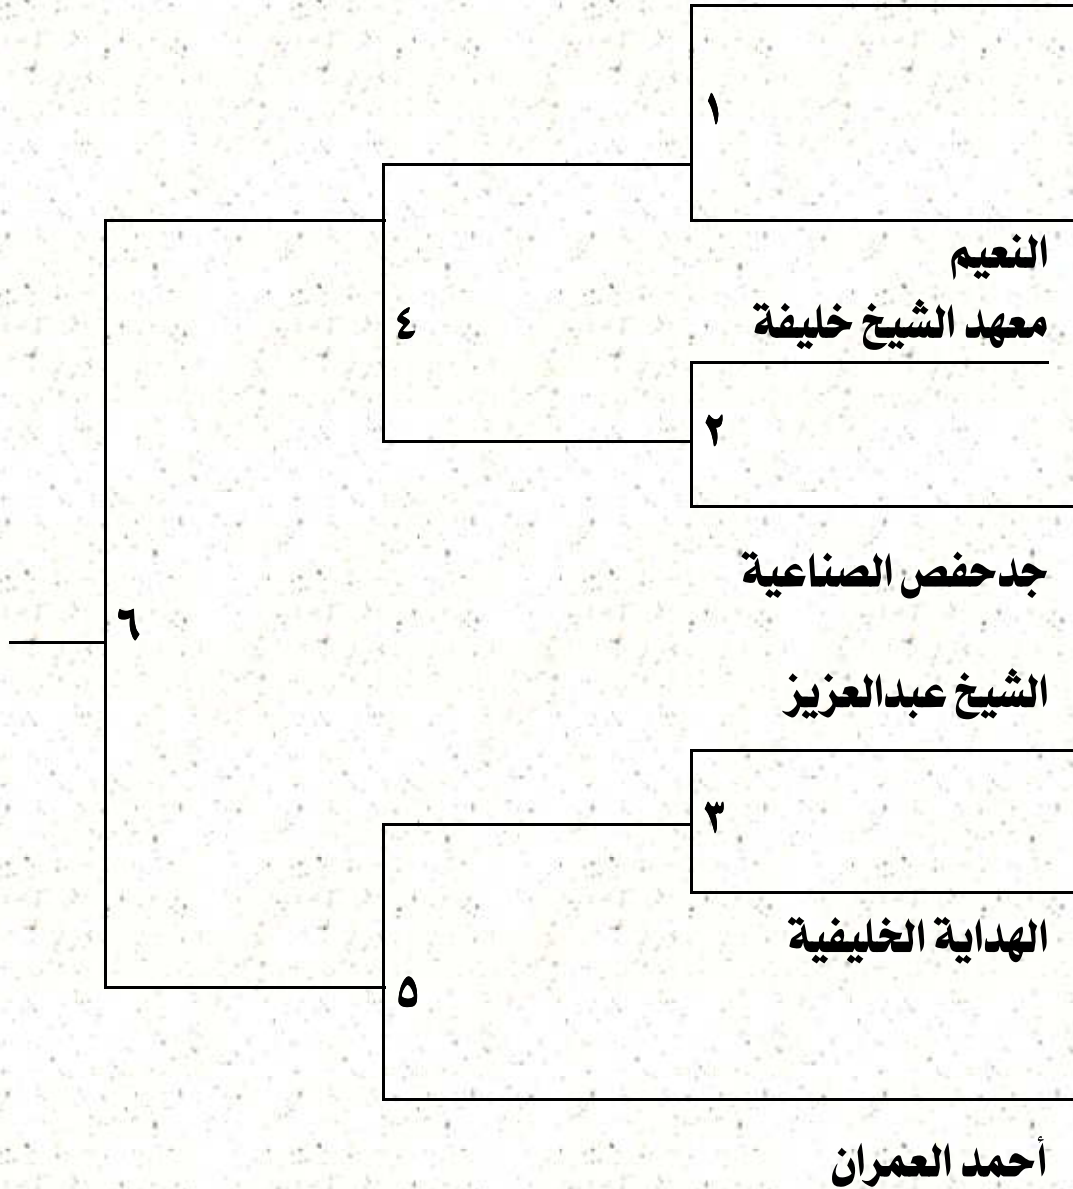 ١
النعيم
٤
معهد الشيخ خليفة
٢
جدحفص الصناعية
٦
الشيخ عبدالعزيز
٣
الهداية الخليفية
٥
أحمد العمران